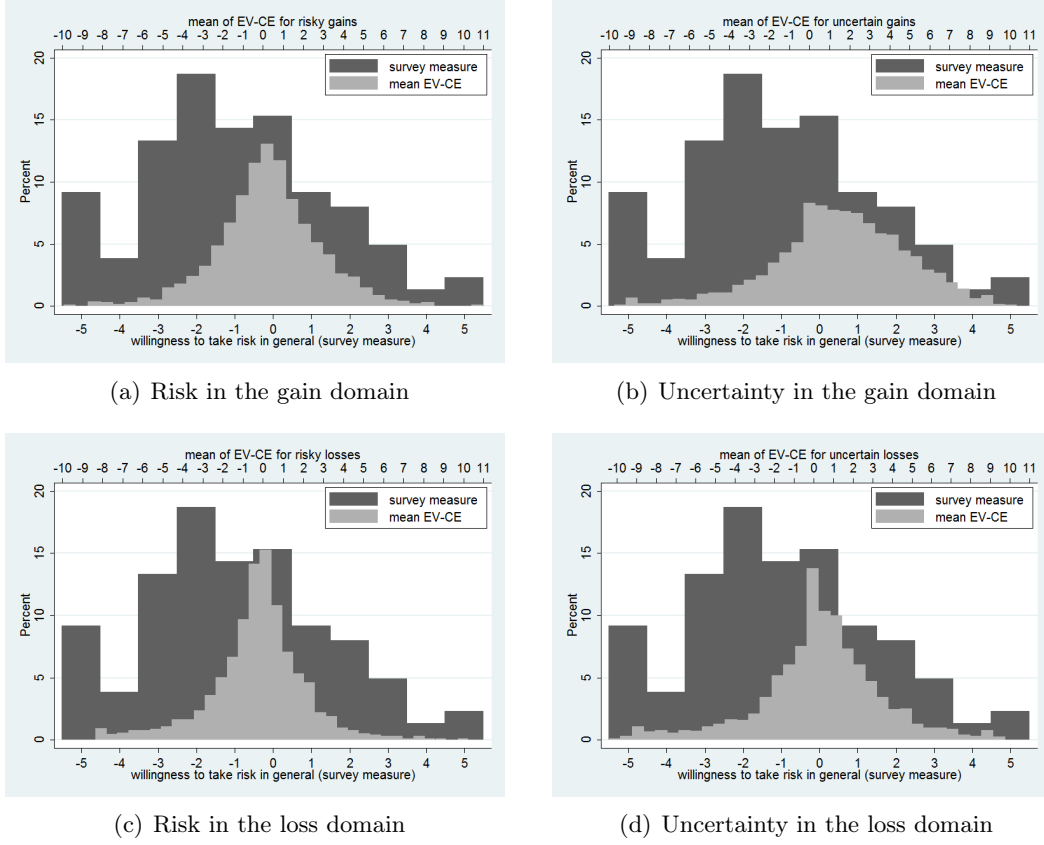 mean of EV-CE for risky gains
-10 -9 -8 -7 -6 -5 -4 -3 -2 -1 0 1 2 3 4 5 6 7 8 9 10 11
20
15
10
5
0
Percent
survey measure
mean EV-CE
-5 -4 -3 -2 -1 0 1 2 3 4 5
willingness to take risk in general (survey measure)
(a) Risk in the gain domain
mean of EV-CE for uncertain gains
-10 -9 -8 -7 -6 -5 -4 -3 -2 -1 0 1 2 3 4 5 6 7 8 9 10 11
20
15
10
5
0
Percent
survey measure
mean EV-CE
-5 -4 -3 -2 -1 0 1 2 3 4 5
willingness to take risk in general (survey measure)
(b) Uncertainty in the gain domain
mean of EV-CE for risky losses
-10 -9 -8 -7 -6 -5 -4 -3 -2 -1 0 1 2 3 4 5 6 7 8 9 10 11
20
15
10
5
0
Percent
survey measure
mean EV-CE
-5 -4 -3 -2 -1 0 1 2 3 4 5
willingness to take risk in general (survey measure)
(c) Risk in the loss domain
mean of EV-CE for uncertain losses
-10 -9 -8 -7 -6 -5 -4 -3 -2 -1 0 1 2 3 4 5 6 7 8 9 10 11
20
15
10
5
0
Percent
survey measure
mean EV-CE
-5 -4 -3 -2 -1 0 1 2 3 4 5
willingness to take risk in general (survey measure)
(d) Uncertainty in the loss domain